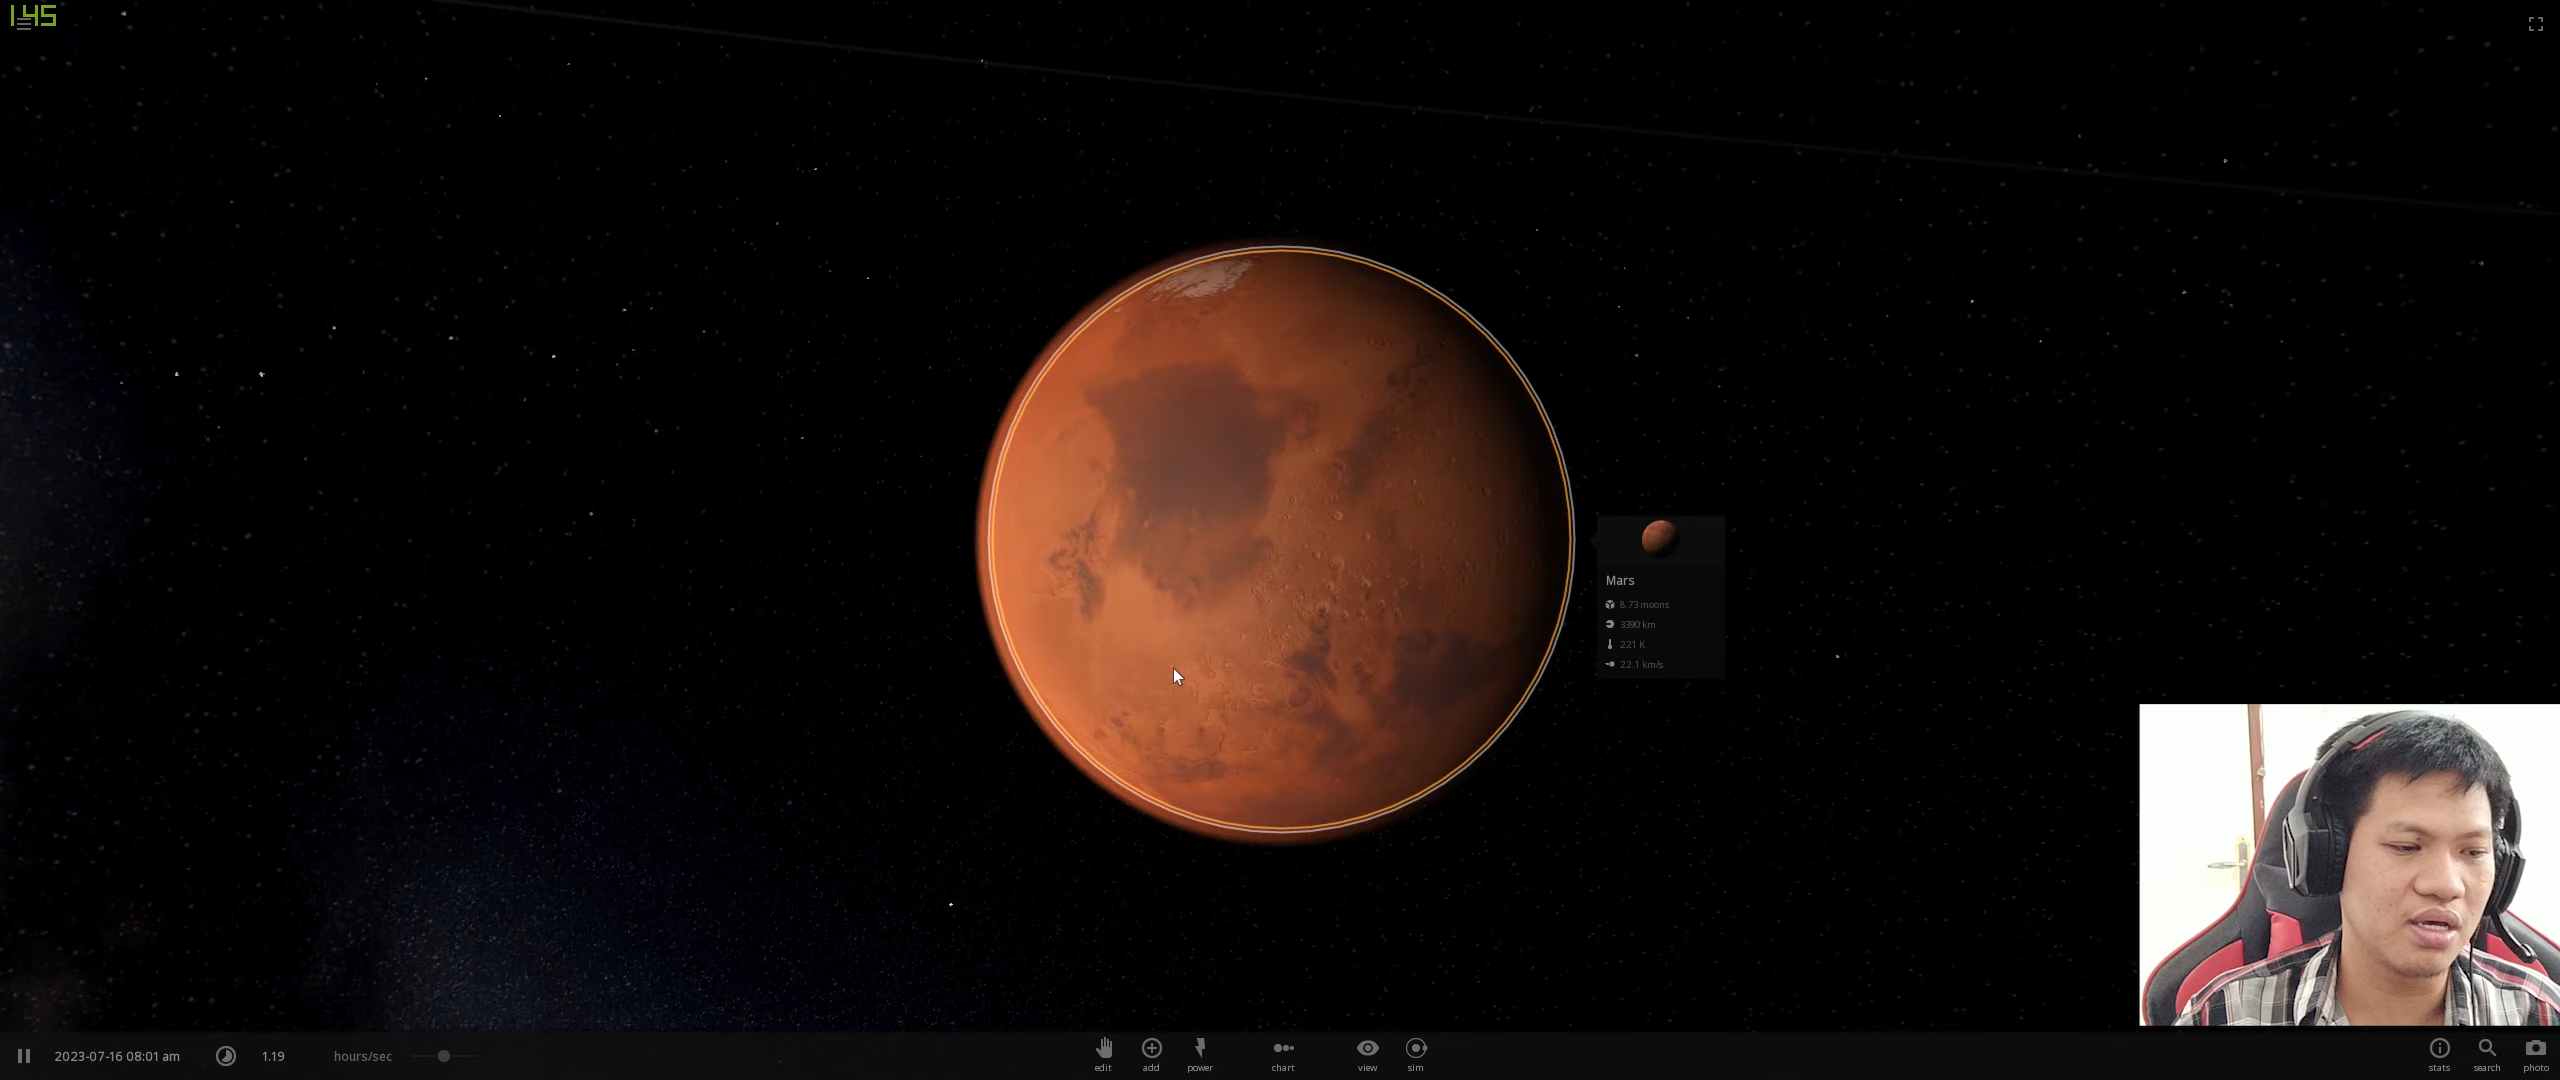 145
Mars
8.73 moons
3390 km
221 K
22.1 km/s
2023-07-16 08:01 am
1.19
hours/sec
edit
add
power
chart
view
sim
stats
search
photo